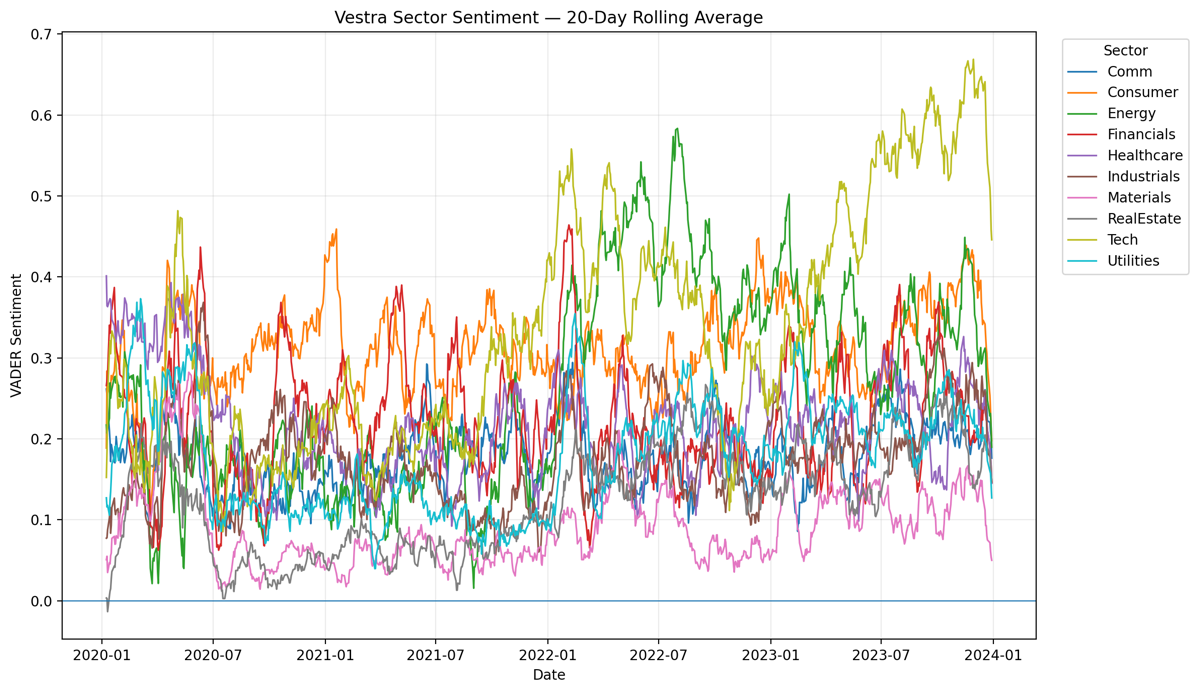 Vestra Sector Sentiment — 20-Day Rolling Average
VADER Sentiment
0.7
0.6
0.5
0.4
0.3
0.2
0.1
0.0
2020-01
2020-07
2021-01
2021-07
2022-01
2022-07
2023-01
2023-07
2024-01
Date
Sector
Comm
Consumer
Energy
Financials
Healthcare
Industrials
Materials
RealEstate
Tech
Utilities